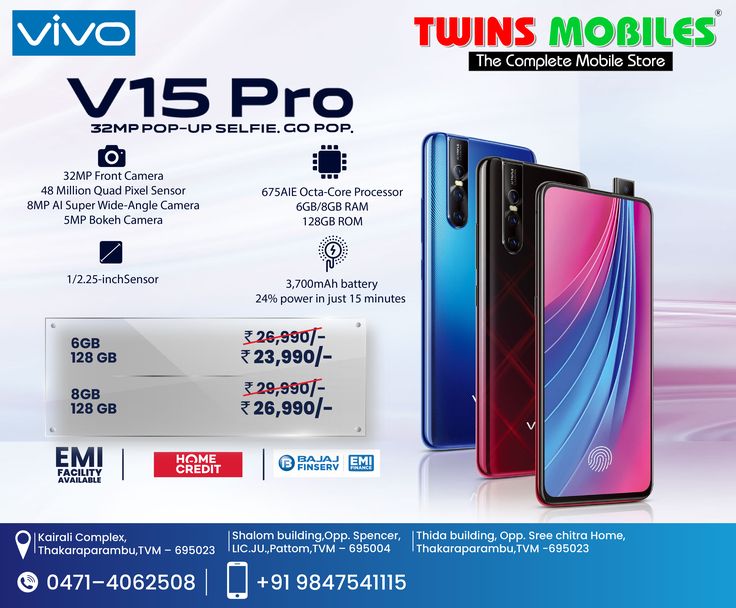 vivo
TWINS MOBILES®
The Complete Mobile Store
V15 Pro
32MP POP-UP SELFIE. GO POP.
32MP Front Camera
48 Million Quad Pixel Sensor
8MP AI Super Wide-Angle Camera
5MP Bokeh Camera
675AIE Octa-Core Processor
6GB/8GB RAM
128GB ROM
1/2.25-inchSensor
3,700mAh battery
24% power in just 15 minutes
6GB
128 GB
₹ 26,990/-
₹ 23,990/-
8GB
128 GB
₹ 29,990/-
₹ 26,990/-
EMI
FACILITY
AVAILABLE
HOME
CREDIT
B BAJAJ
FINSERV
EMI
FINANCE
Kairali Complex,
Thakaraparambu,TVM – 695023
Shalom building,Opp. Spencer,
LIC.JU.,Pattom,TVM – 695004
Thida building, Opp. Sree chitra Home,
Thakaraparambu,TVM -695023
0471–4062508
+91 9847541115